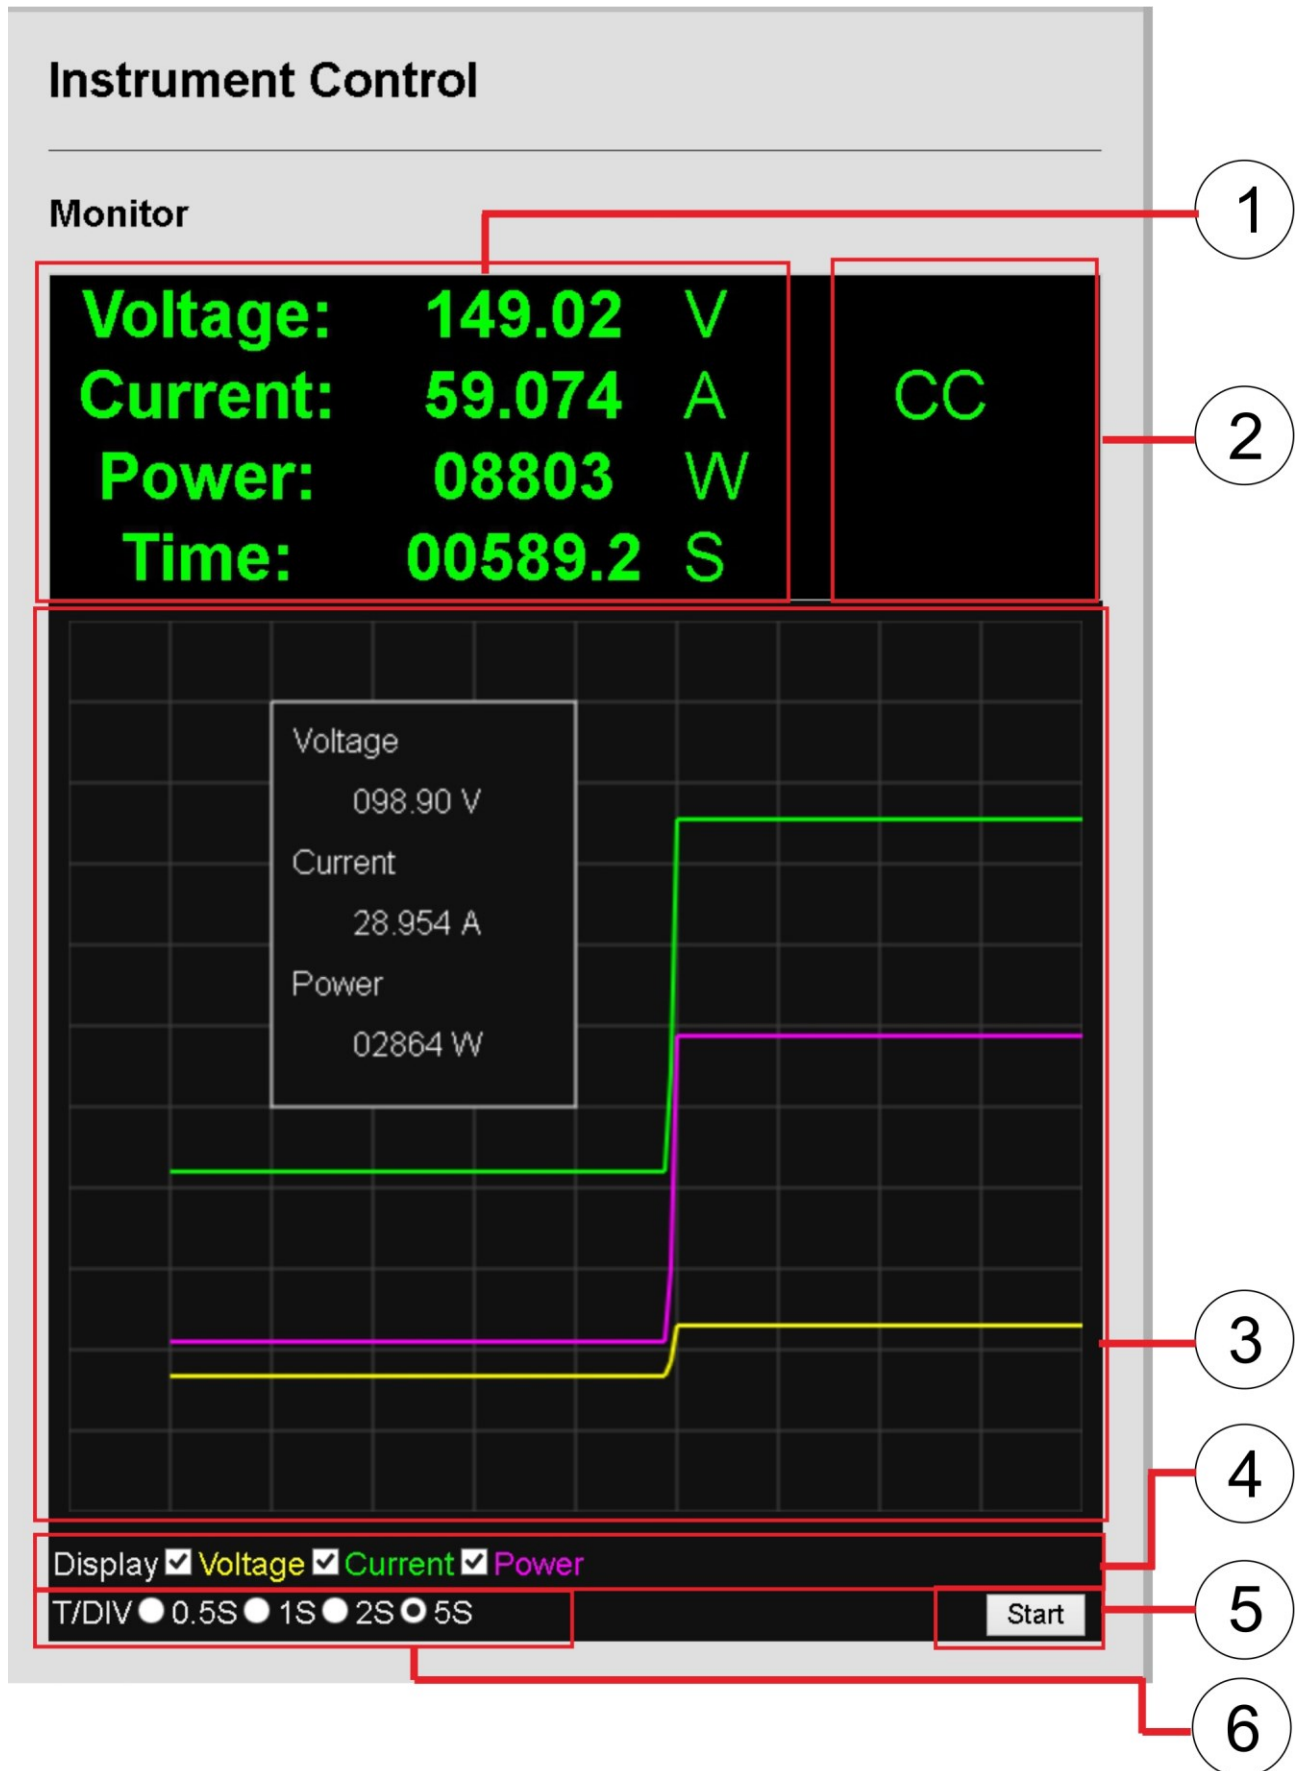 Instrument Control
Monitor
1
Voltage: 149.02 V
Current: 59.074 A CC
2
Power: 08803 W
Time: 00589.2 S
Voltage
098.90 V
Current
28.954 A
Power
02864 W
3
4
Display Voltage Current Power
T/DIV 0.5S 1S 2S 5S Start
5
6